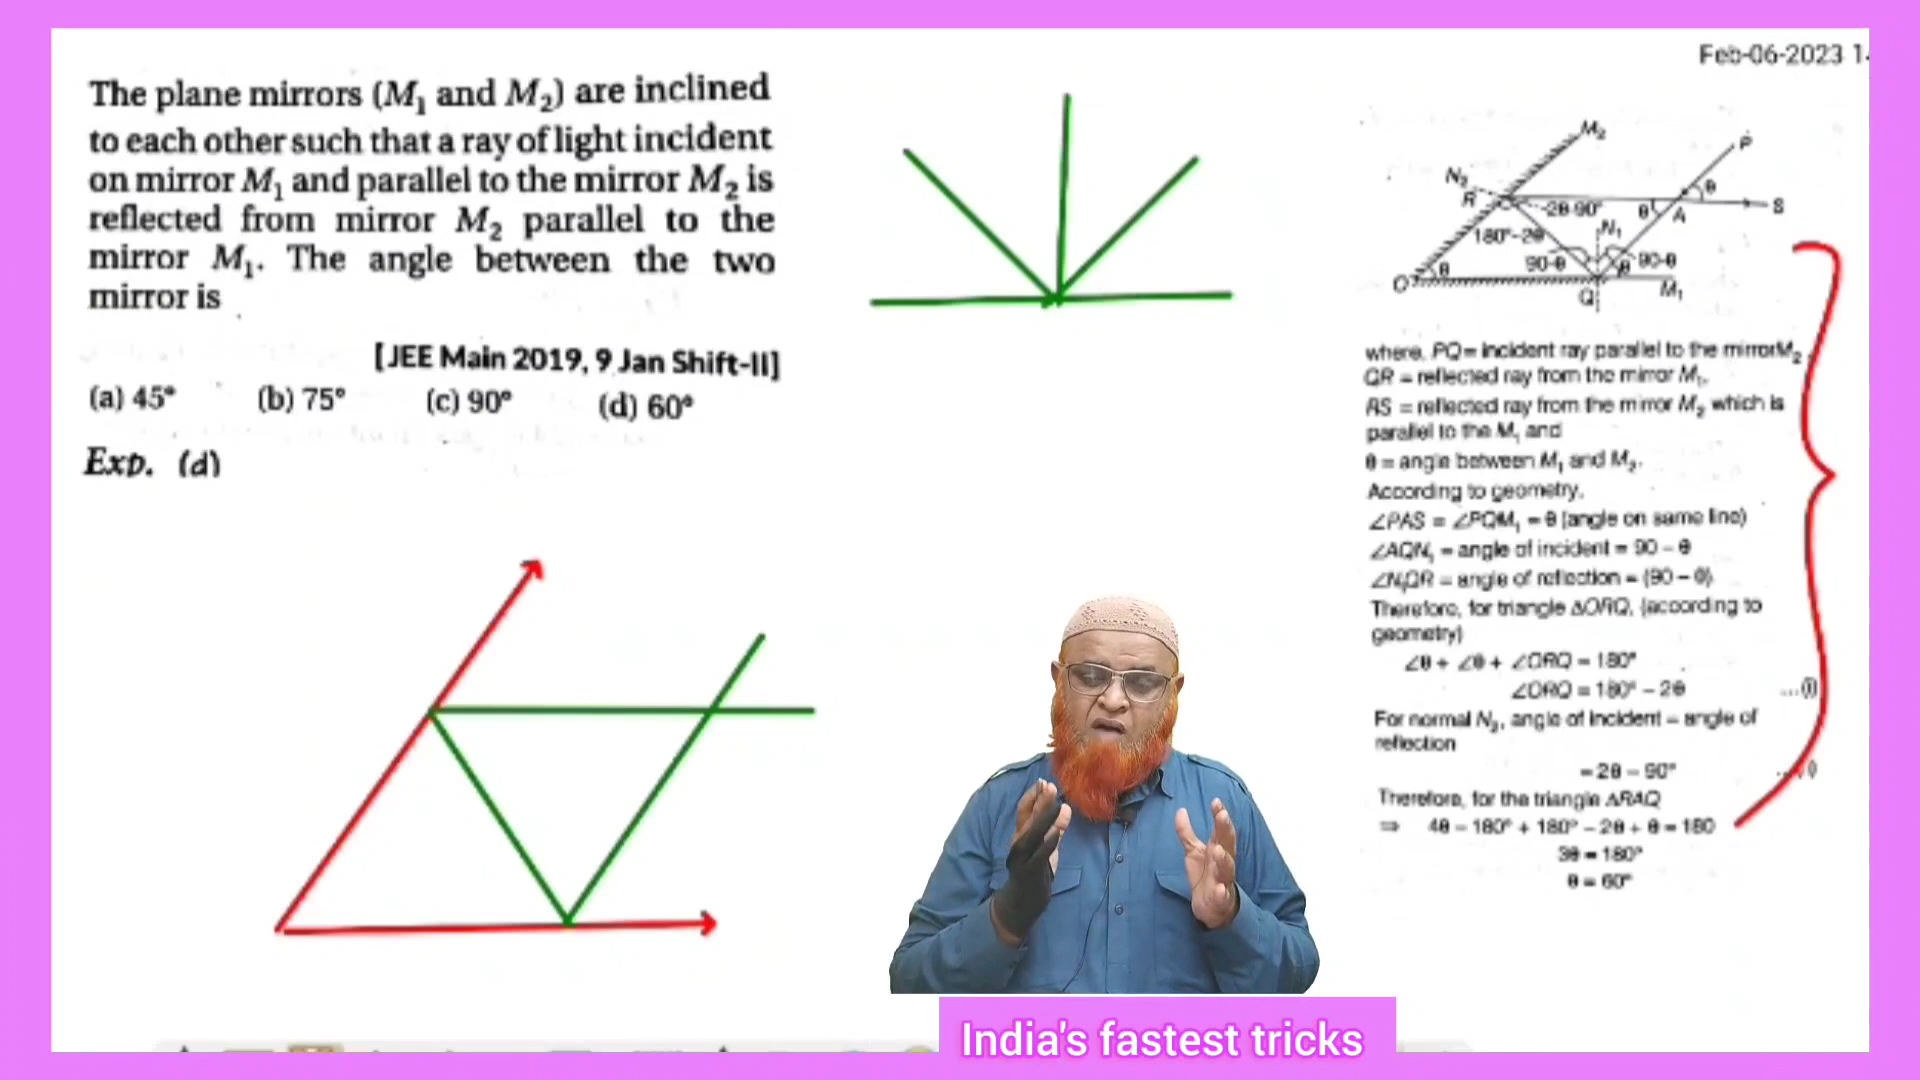 Feb-06-2023 1
The plane mirrors (M₁ and M₂) are inclined
to each other such that a ray of light incident
on mirror M₁ and parallel to the mirror M₂ is
reflected from mirror M₂ parallel to the
mirror M₁. The angle between the two
mirror is
[JEE Main 2019, 9 Jan Shift-II]
(a) 45° (b) 75° (c) 90° (d) 60°
Exp. (d)
M₂
P
N₂
R
θ
2θ-90°
θ
A
S
180°-2θ
N₁
90-θ
θ
90-θ
O
θ
Q
M₁
where, PQ = incident ray parallel to the mirror M₂
QR = reflected ray from the mirror M₁.
RS = reflected ray from the mirror M₂ which is
parallel to the M₁ and
θ = angle between M₁ and M₂.
According to geometry,
∠PAS = ∠PQM₁ = θ (angle on same line)
∠AQN₁ = angle of incident = 90 – θ
∠N₁QR = angle of reflection = (90 – θ)
Therefore, for triangle ΔORQ, (according to
geometry)
∠θ + ∠θ + ∠ORQ = 180°
∠ORQ = 180° – 2θ ...(i)
For normal N₂, angle of incident = angle of
reflection
= 2θ – 90°
Therefore, for the triangle ΔRAQ
⇒ 4θ – 180° + 180° – 2θ + θ = 180
3θ = 180°
θ = 60°
India's fastest tricks